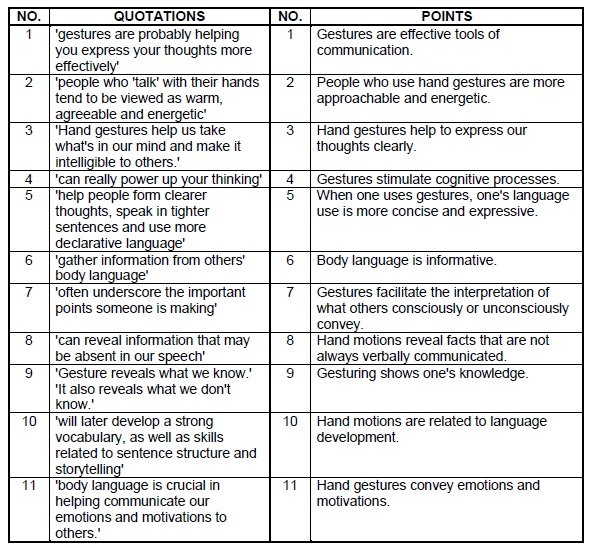 NO. QUOTATIONS NO. POINTS
1 'gestures are probably helping you express your thoughts more effectively' 1 Gestures are effective tools of communication.
2 'people who 'talk' with their hands tend to be viewed as warm, agreeable and energetic' 2 People who use hand gestures are more approachable and energetic.
3 'Hand gestures help us take what's in our mind and make it intelligible to others.' 3 Hand gestures help to express our thoughts clearly.
4 'can really power up your thinking' 4 Gestures stimulate cognitive processes.
5 'help people form clearer thoughts, speak in tighter sentences and use more declarative language' 5 When one uses gestures, one's language use is more concise and expressive.
6 'gather information from others' body language' 6 Body language is informative.
7 'often underscore the important points someone is making' 7 Gestures facilitate the interpretation of what others consciously or unconsciously convey.
8 'can reveal information that may be absent in our speech' 8 Hand motions reveal facts that are not always verbally communicated.
9 'Gesture reveals what we know.' 'It also reveals what we don't know.' 9 Gesturing shows one's knowledge.
10 'will later develop a strong vocabulary, as well as skills related to sentence structure and storytelling' 10 Hand motions are related to language development.
11 'body language is crucial in helping communicate our emotions and motivations to others.' 11 Hand gestures convey emotions and motivations.